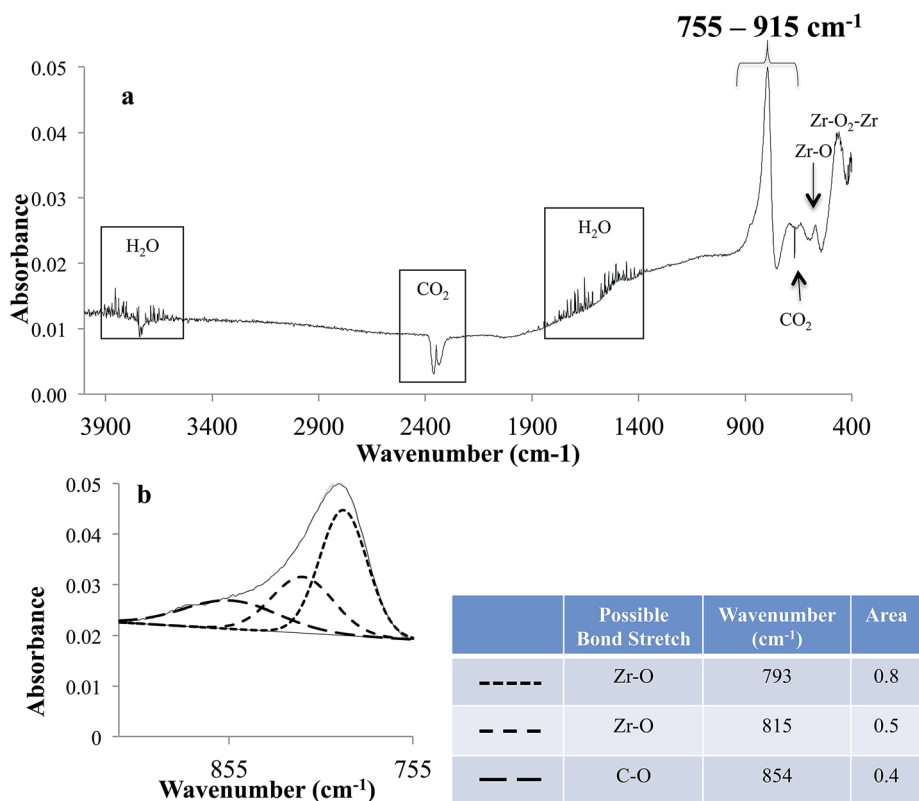 755 – 915 cm-1
a
0.05
0.04
0.03
0.02
0.01
0.00
Absorbance
H2O
CO2
H2O
Zr-O2-Zr
Zr-O
CO2
3900 3400 2900 2400 1900 1400 900 400
Wavenumber (cm-1)
b
0.05
0.04
0.03
0.02
0.01
0
Absorbance
855 755
Wavenumber (cm-1)
Possible Wavenumber Area
Bond Stretch (cm-1)
Zr-O 793 0.8
Zr-O 815 0.5
C-O 854 0.4